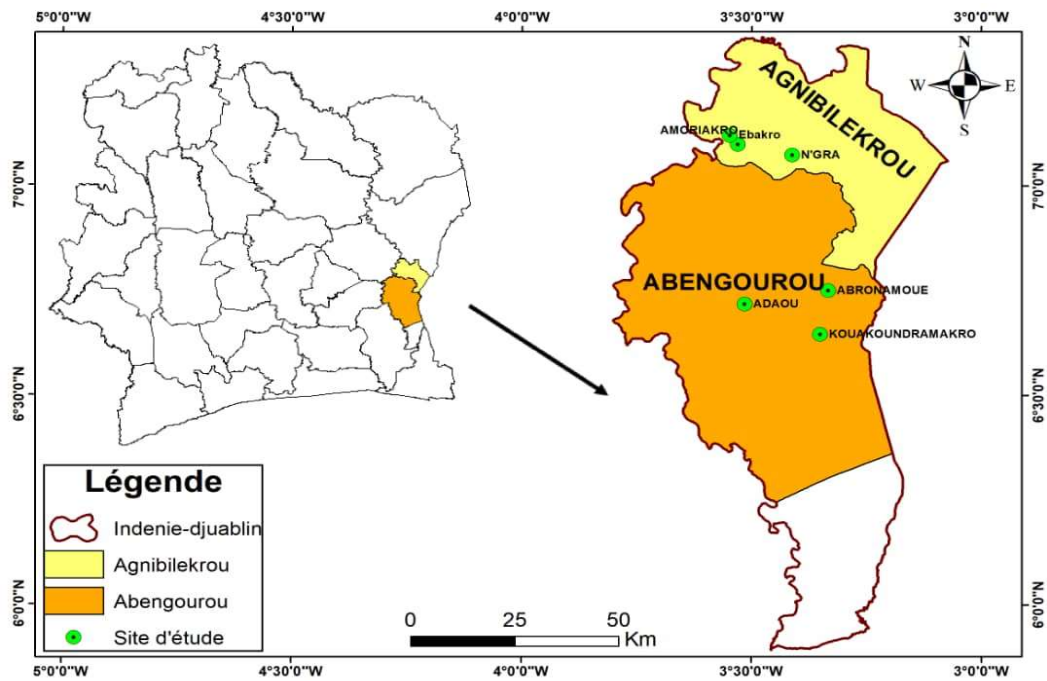 5°0'0"W
4°30'0"W
4°0'0"W
3°30'0"W
3°0'0"W
N
W
E
S
AGNIBILEKROU
AMORIAKRO
Ebakro
N'GRA
7°0'0"N
7°0'0"N
ABENGOUROU
ABRONAMOUE
ADAOU
KOUAKOUNDRAMAKRO
6°30'0"N
6°30'0"N
Légende
Indenie-djuablin
Agnibilekrou
Abengourou
Site d'étude
6°0'0"N
6°0'0"N
0 25 50
Km
5°0'0"W
4°30'0"W
4°0'0"W
3°30'0"W
3°0'0"W